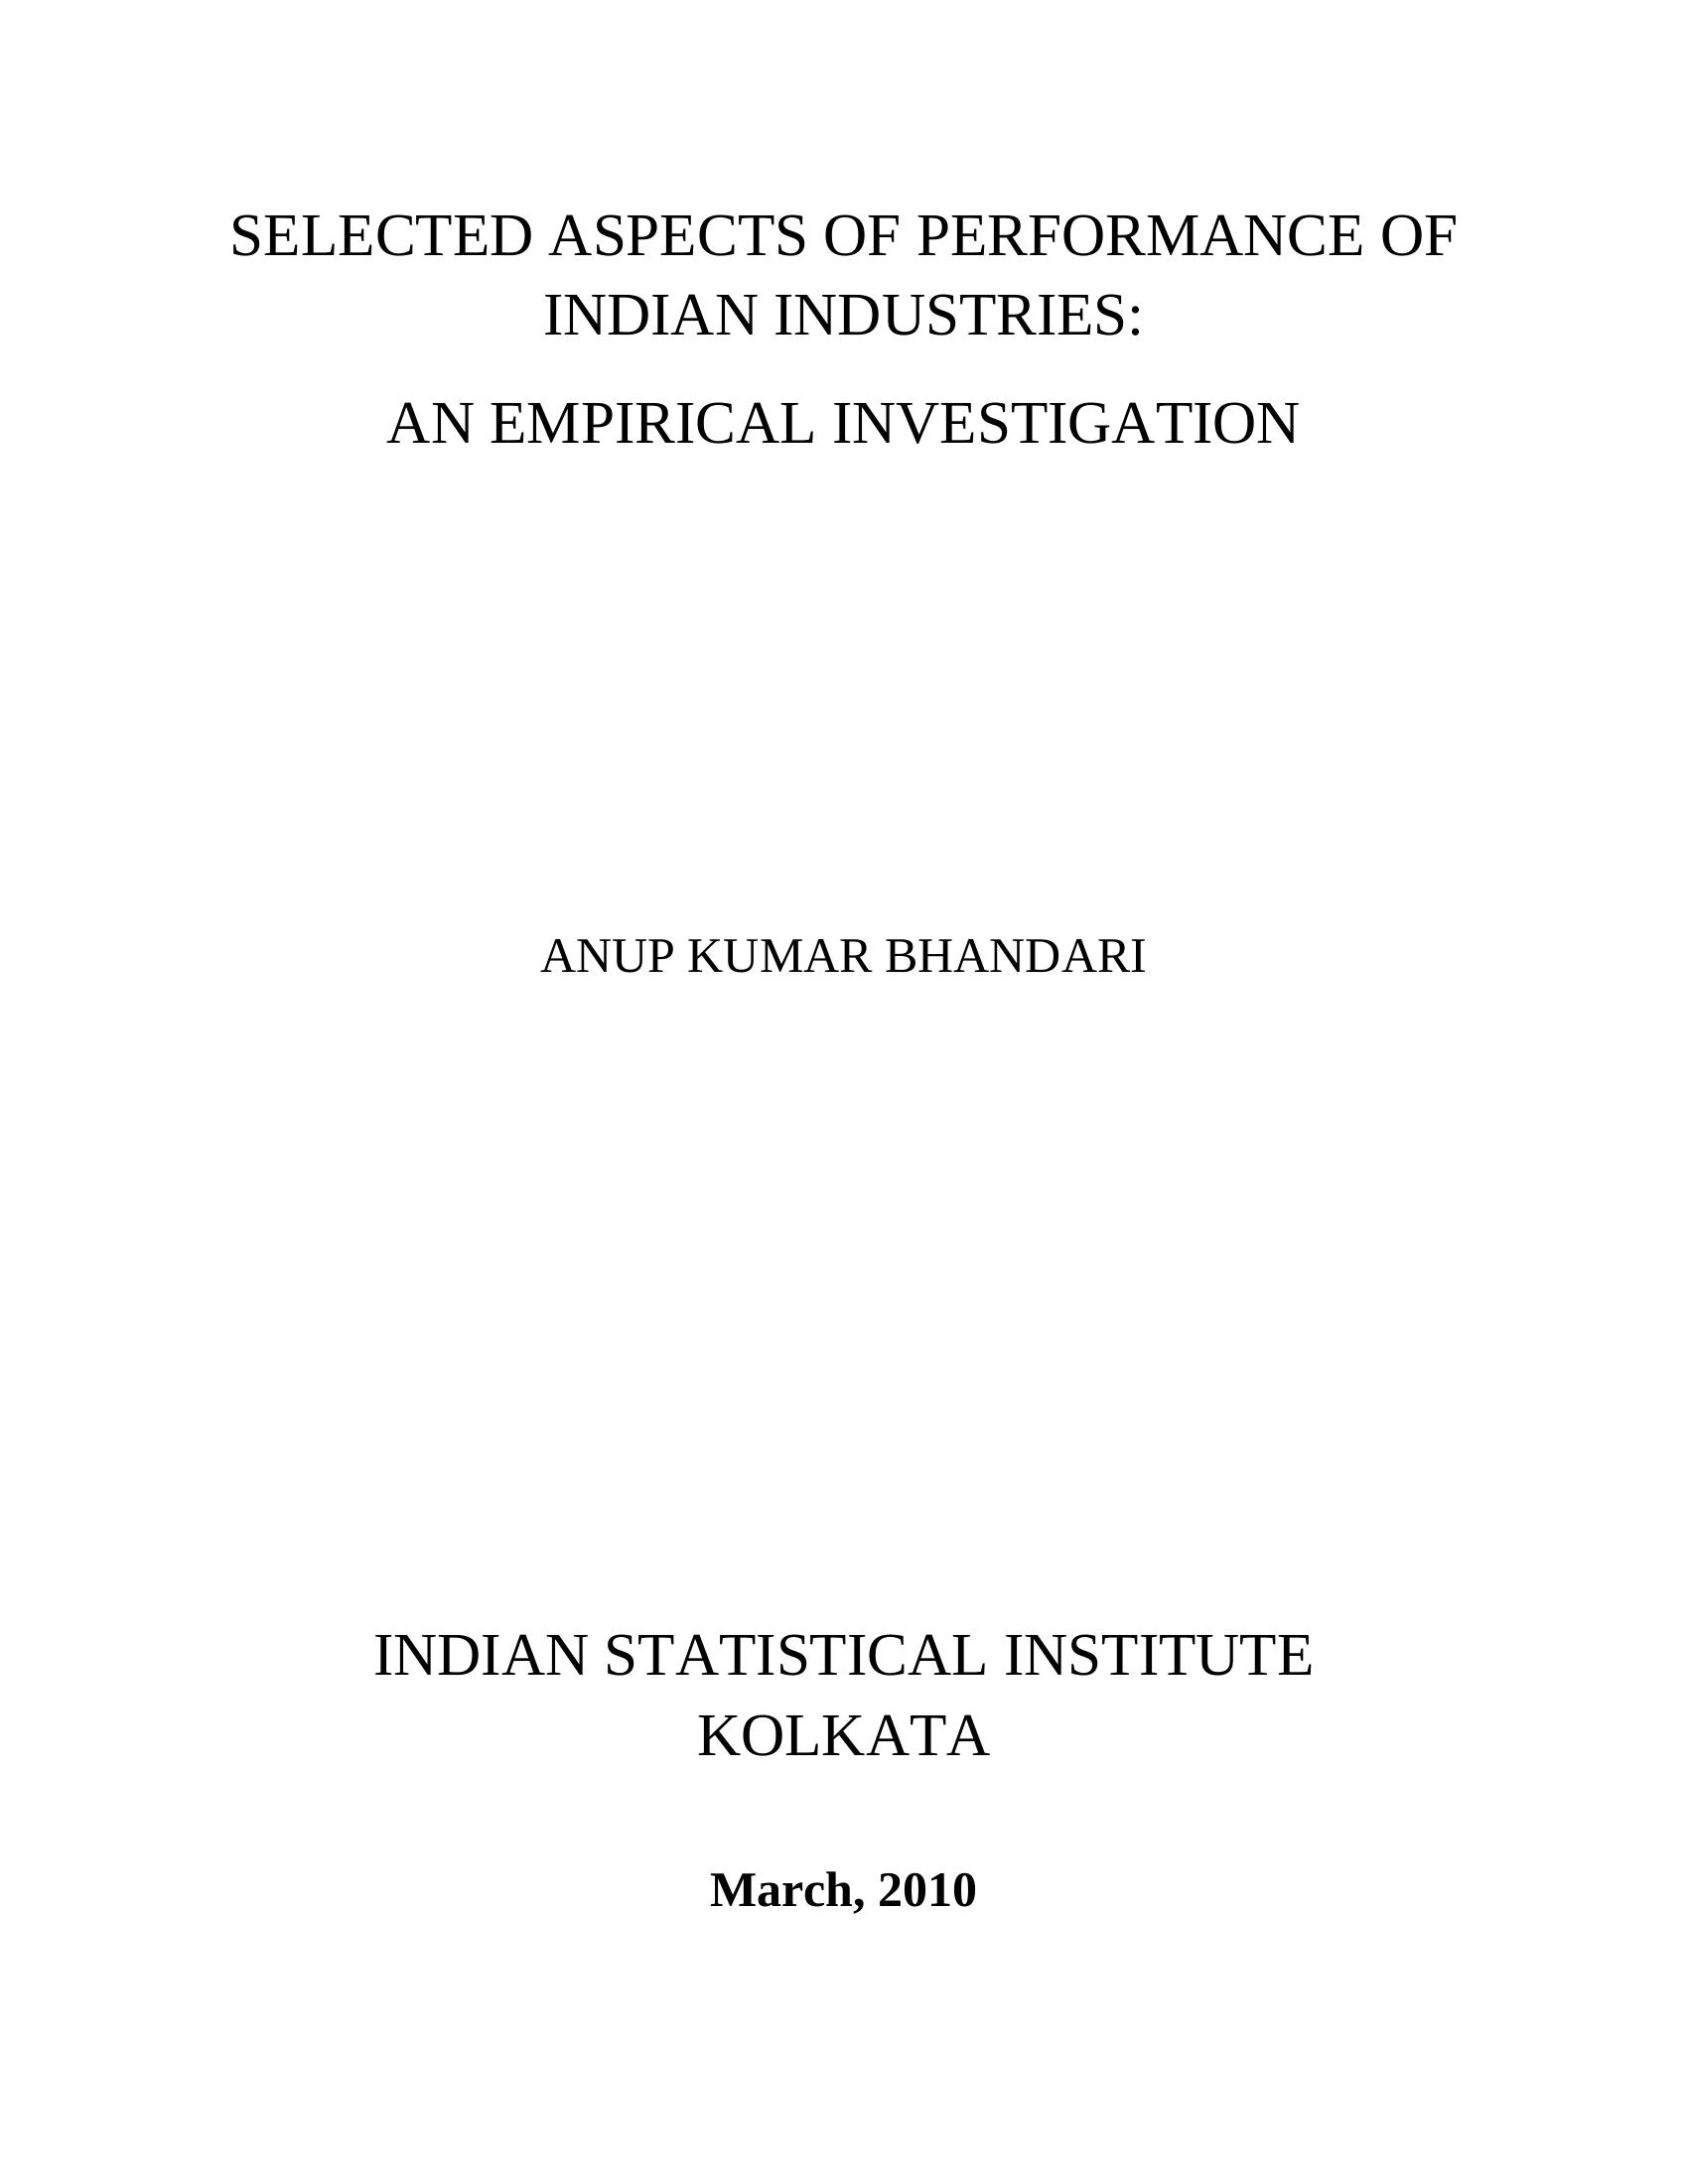 SELECTED ASPECTS OF PERFORMANCE OF
INDIAN INDUSTRIES:
AN EMPIRICAL INVESTIGATION
ANUP KUMAR BHANDARI
INDIAN STATISTICAL INSTITUTE
KOLKATA
March, 2010